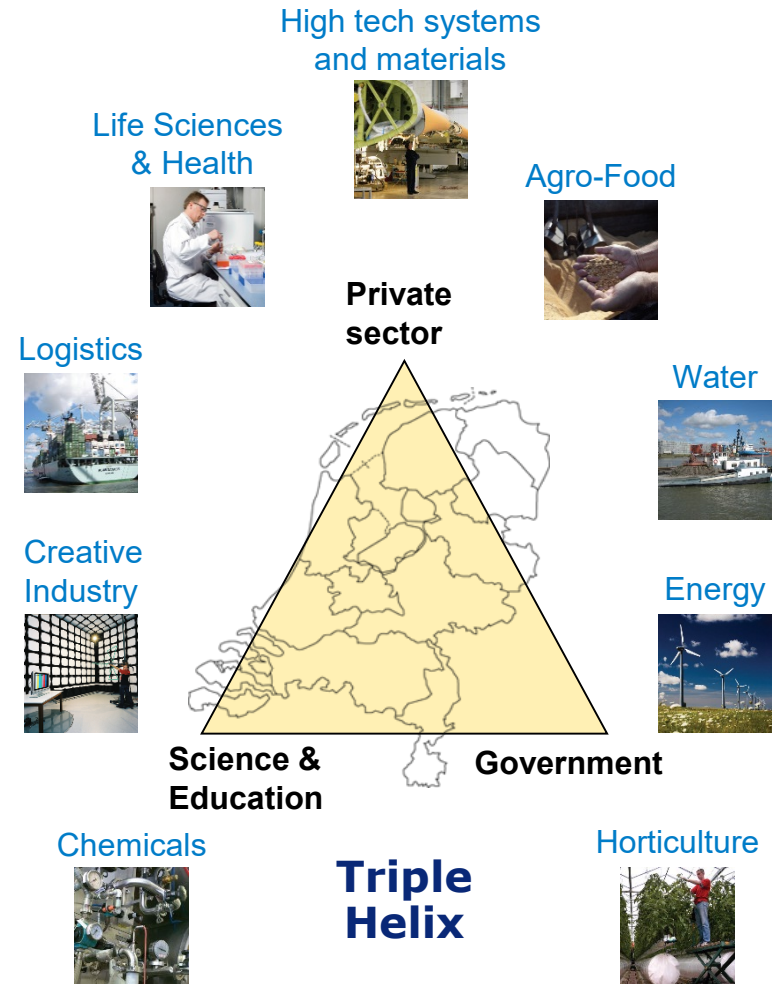 High tech systems
and materials
Life Sciences
& Health
Agro-Food
Private
sector
Logistics
Water
Creative
Industry
Energy
Science &
Education
Government
Chemicals
Horticulture
Triple
Helix